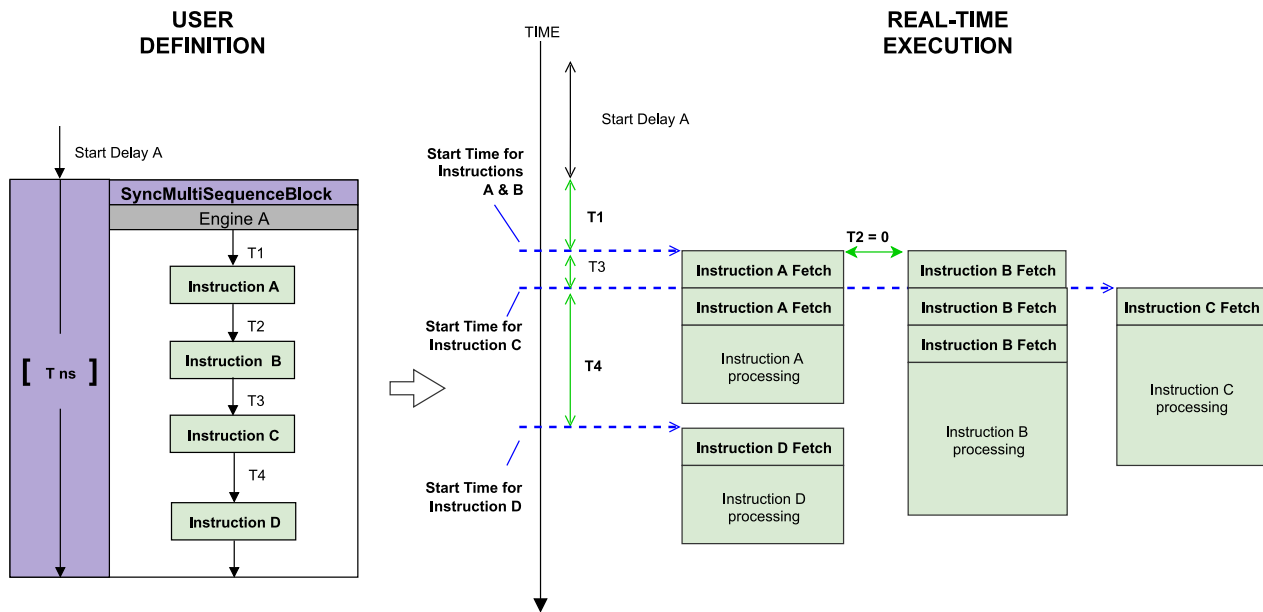 USER
DEFINITION
Start Delay A
SyncMultiSequenceBlock
Engine A
T1
Instruction A
T2
Instruction B
T3
Instruction C
T4
Instruction D
[ T ns ]
TIME
REAL-TIME
EXECUTION
Start Delay A
Start Time for
Instructions
A & B
T1
T2 = 0
T3
Instruction A Fetch
Instruction B Fetch
Instruction A Fetch
Instruction B Fetch
Instruction C Fetch
Start Time for
Instruction C
Instruction B Fetch
Instruction A
processing
T4
Instruction C
processing
Instruction B
processing
Instruction D Fetch
Start Time for
Instruction D
Instruction D
processing